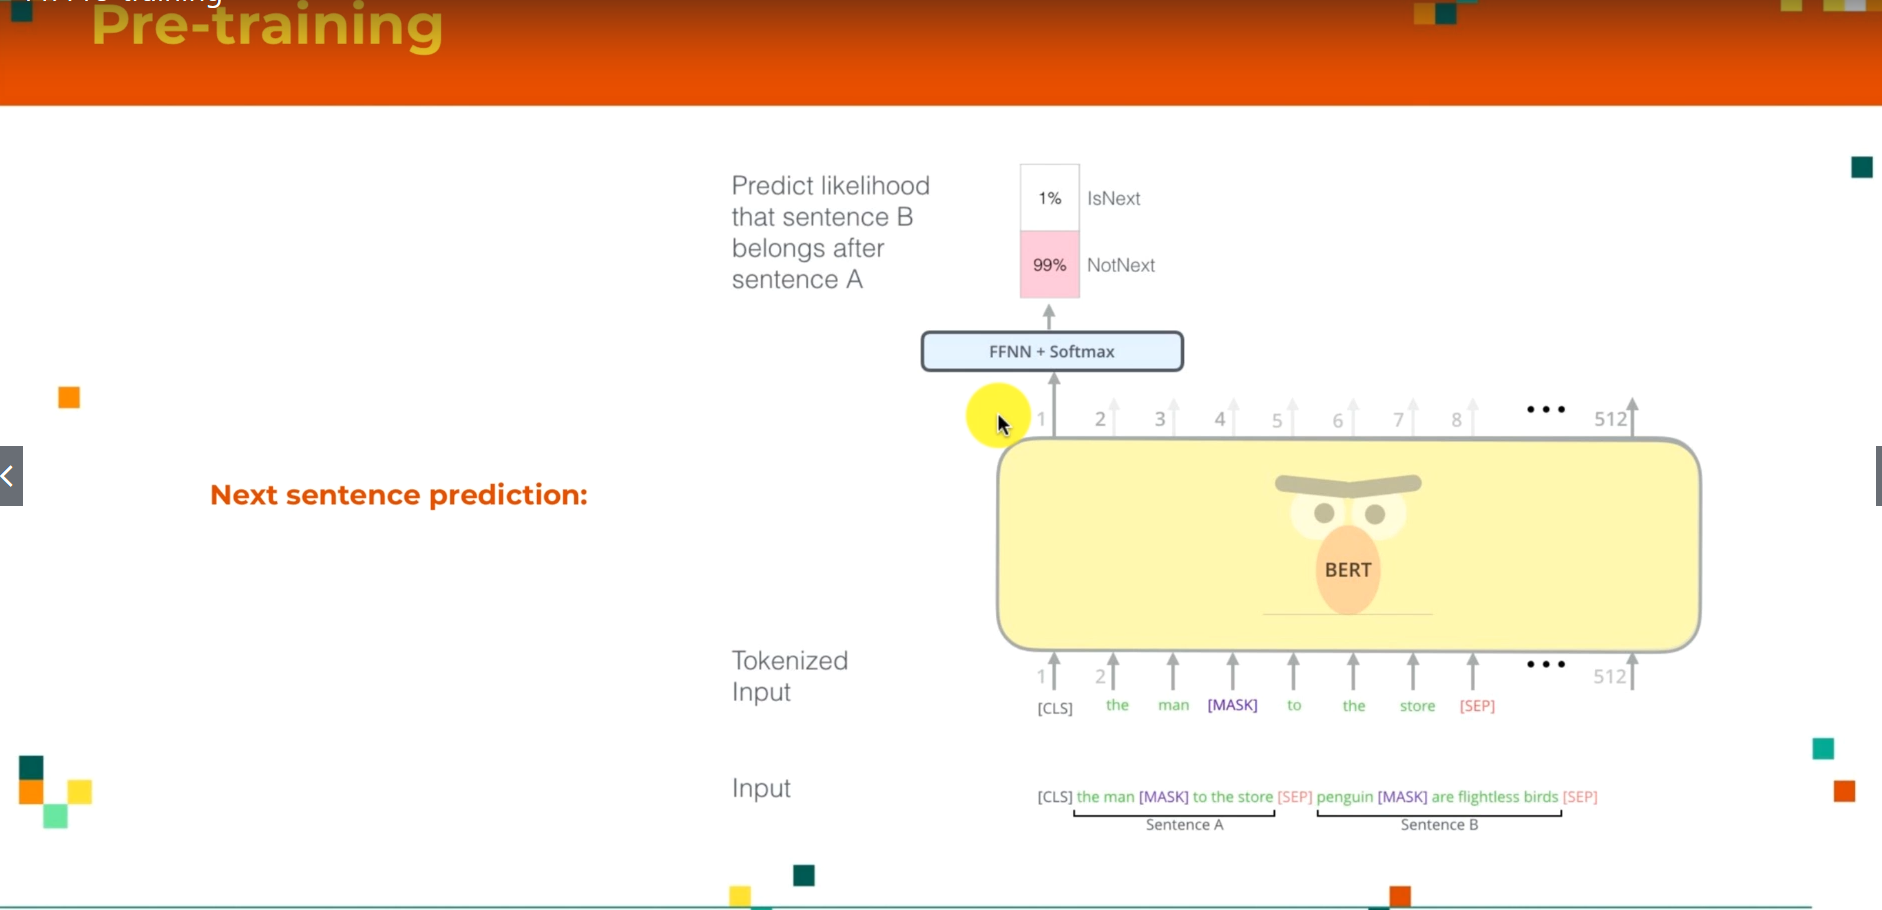 Pre-training
Predict likelihood
that sentence B
belongs after
sentence A
1% IsNext
99% NotNext
FFNN + Softmax
1 2 3 4 5 6 7 8 ... 512
Next sentence prediction:
BERT
Tokenized
Input
1 2 ... 512
[CLS] the man [MASK] to the store [SEP]
Input
[CLS] the man [MASK] to the store [SEP] penguin [MASK] are flightless birds [SEP]
Sentence A Sentence B